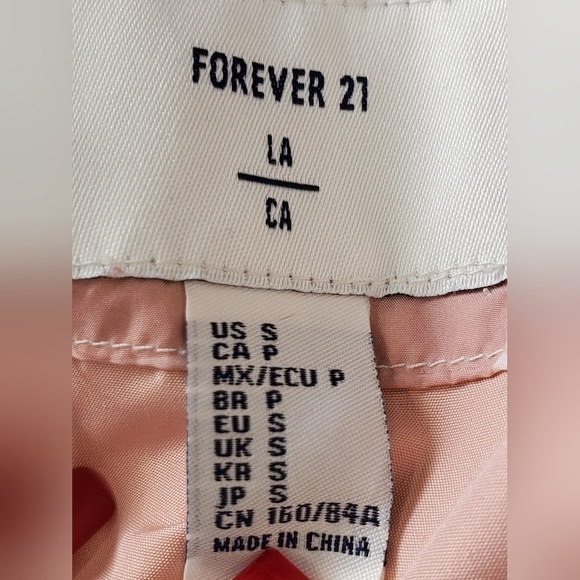 FOREVER 21
LA
CA
US S
CA P
MX/ECU P
BR P
EU S
UK S
KR S
JP S
CN 160/84A
MADE IN CHINA